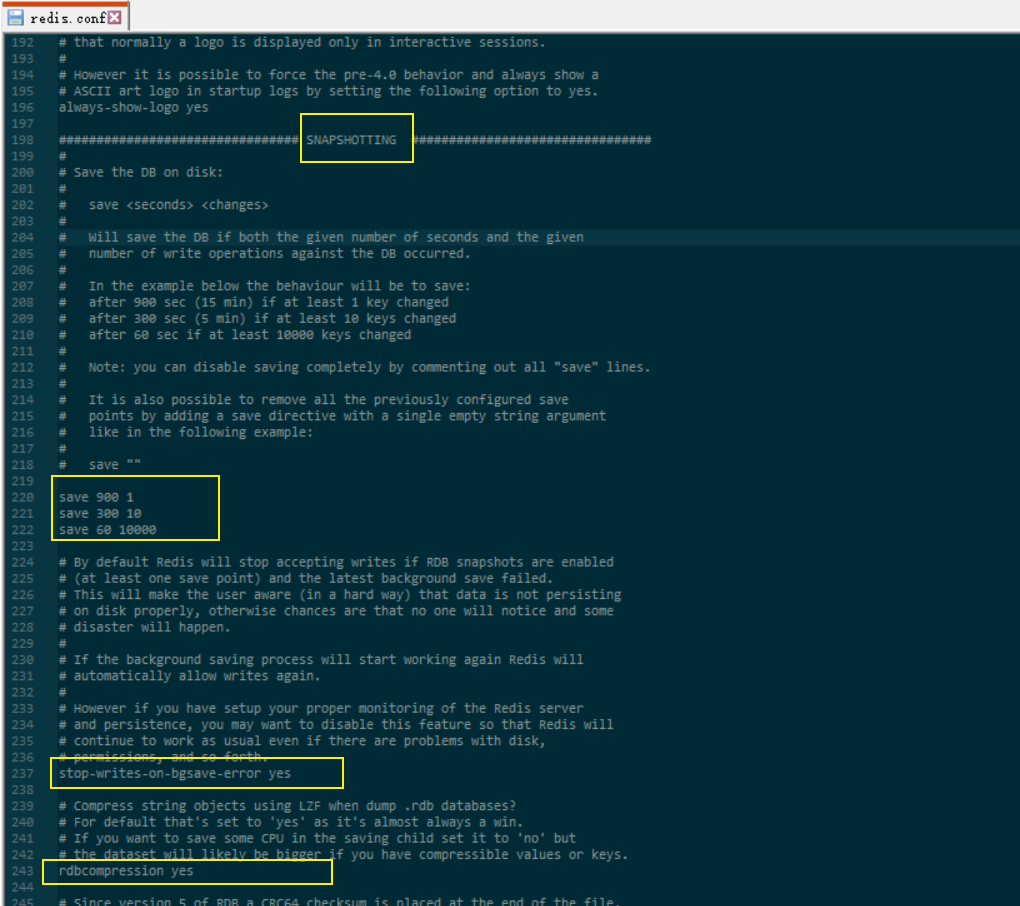 redis.conf
192 # that normally a logo is displayed only in interactive sessions.
193 #
194 # However it is possible to force the pre-4.0 behavior and always show a
195 # ASCII art logo in startup logs by setting the following option to yes.
196 always-show-logo yes
197
198 ################################ SNAPSHOTTING ################################
199 #
200 # Save the DB on disk:
201 #
202 #   save <seconds> <changes>
203 #
204 #   Will save the DB if both the given number of seconds and the given
205 #   number of write operations against the DB occurred.
206 #
207 #   In the example below the behaviour will be to save:
208 #   after 900 sec (15 min) if at least 1 key changed
209 #   after 300 sec (5 min) if at least 10 keys changed
210 #   after 60 sec if at least 10000 keys changed
211 #
212 #   Note: you can disable saving completely by commenting out all "save" lines.
213 #
214 #   It is also possible to remove all the previously configured save
215 #   points by adding a save directive with a single empty string argument
216 #   like in the following example:
217 #
218 #   save ""
219
220 save 900 1
221 save 300 10
222 save 60 10000
223
224 # By default Redis will stop accepting writes if RDB snapshots are enabled
225 # (at least one save point) and the latest background save failed.
226 # This will make the user aware (in a hard way) that data is not persisting
227 # on disk properly, otherwise chances are that no one will notice and some
228 # disaster will happen.
229 #
230 # If the background saving process will start working again Redis will
231 # automatically allow writes again.
232 #
233 # However if you have setup your proper monitoring of the Redis server
234 # and persistence, you may want to disable this feature so that Redis will
235 # continue to work as usual even if there are problems with disk,
236 # permissions, and so forth.
237 stop-writes-on-bgsave-error yes
238
239 # Compress string objects using LZF when dump .rdb databases?
240 # For default that's set to 'yes' as it's almost always a win.
241 # If you want to save some CPU in the saving child set it to 'no' but
242 # the dataset will likely be bigger if you have compressible values or keys.
243 rdbcompression yes
244
245 # Since version 5 of RDB a CRC64 checksum is placed at the end of the file.